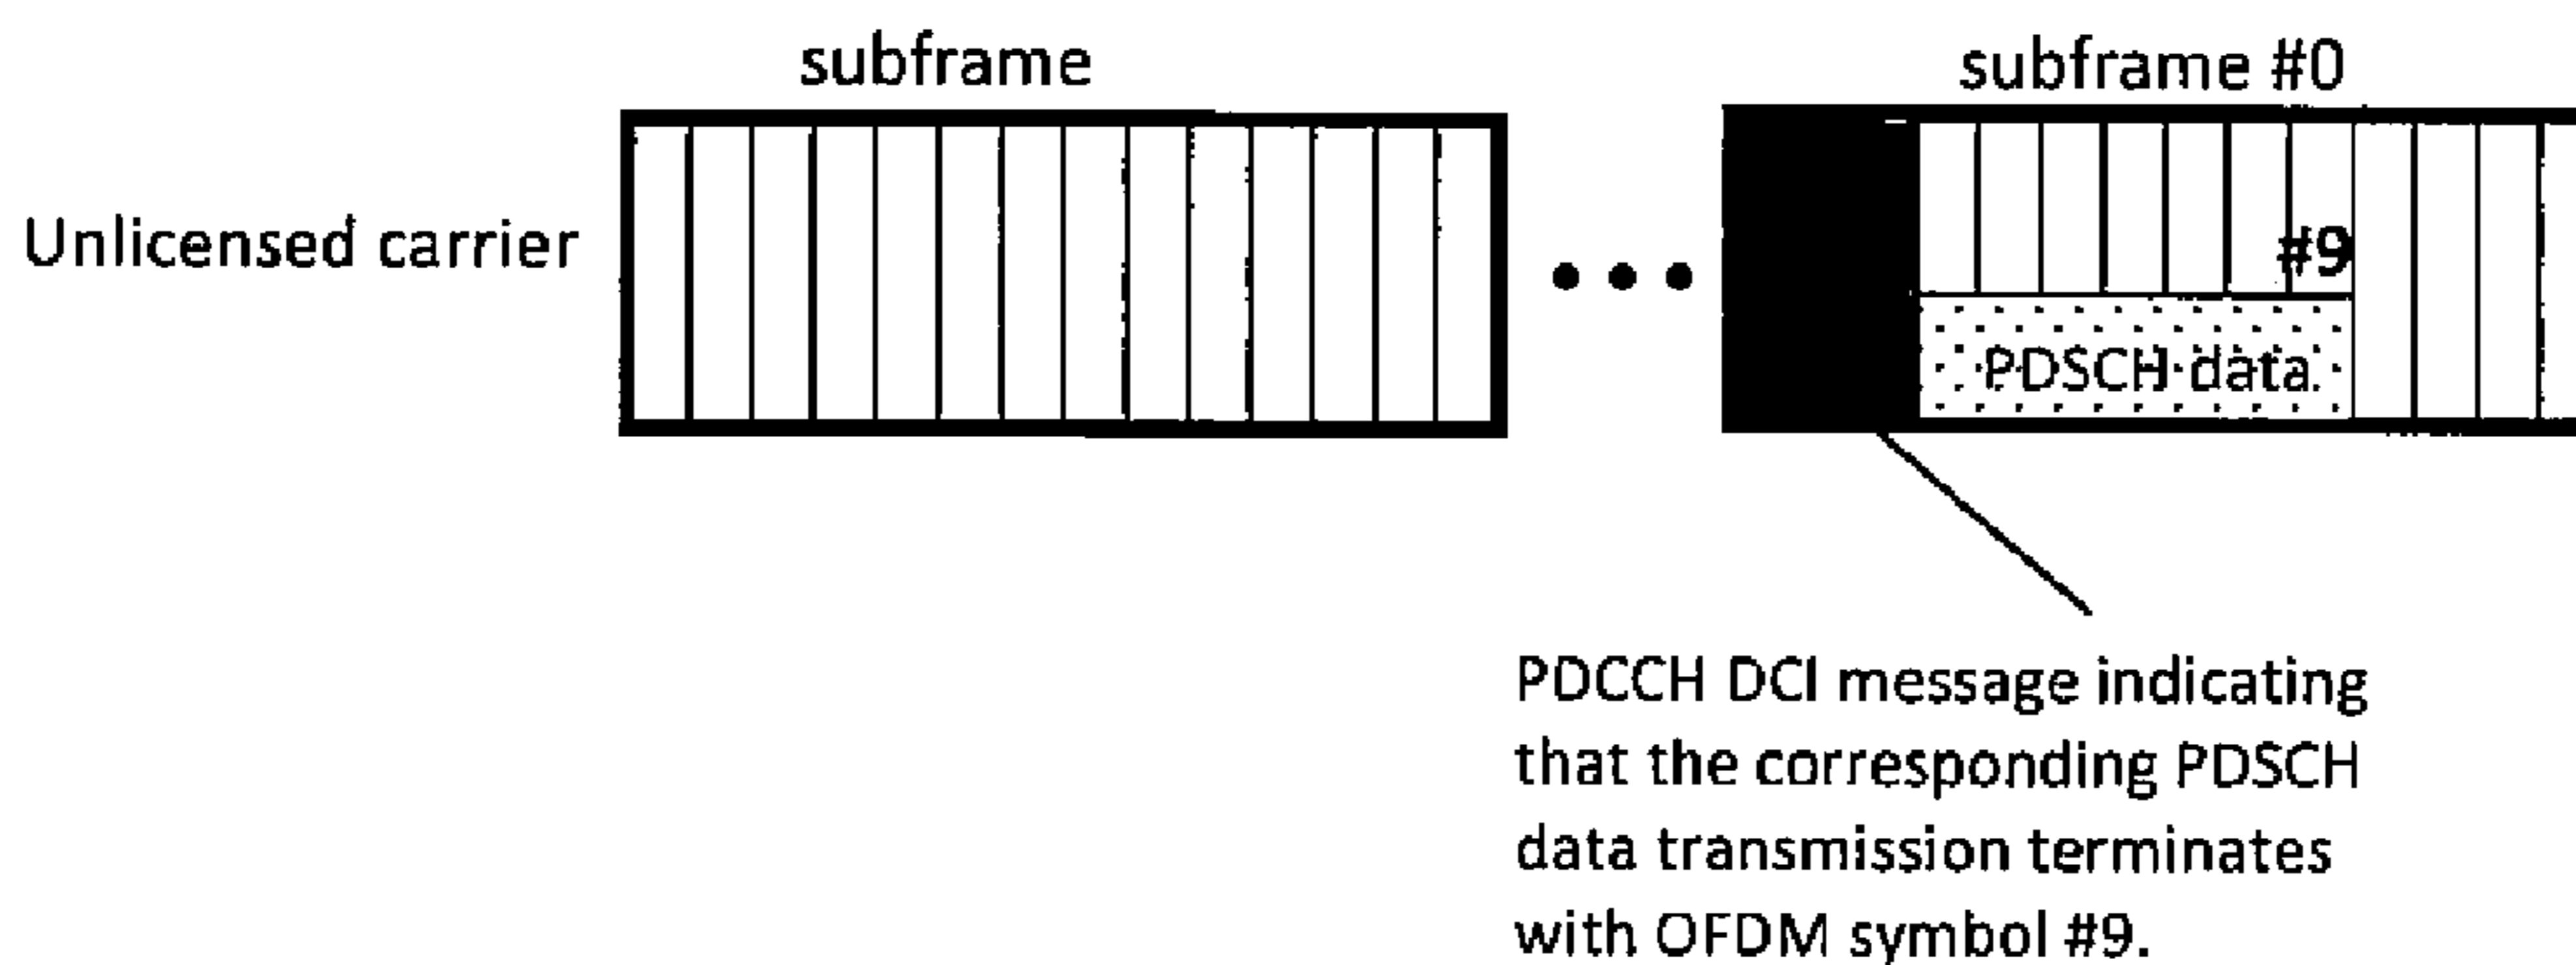 subframe
subframe #0
Unlicensed carrier
#9
PDSCH data
PDCCH DCI message indicating
that the corresponding PDSCH
data transmission terminates
with OFDM symbol #9.